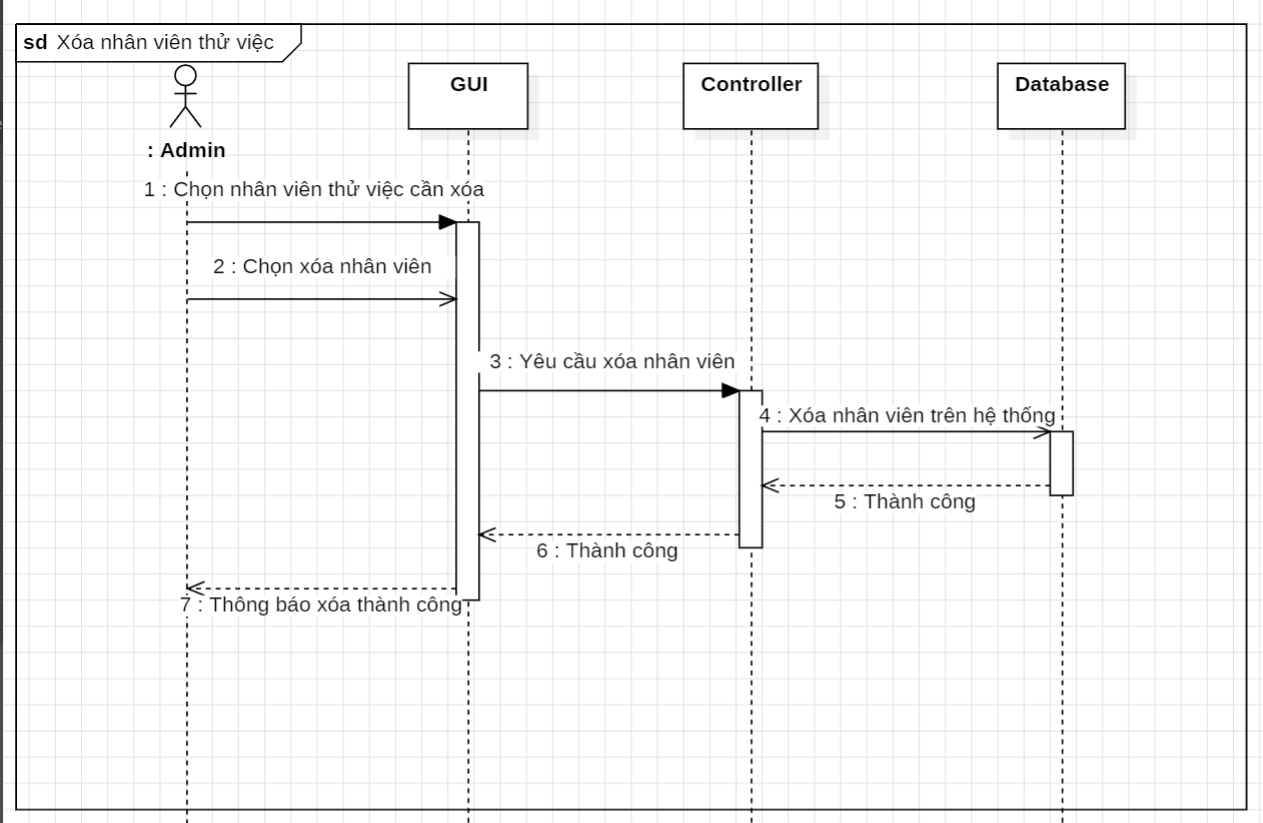 sd Xóa nhân viên thử việc
GUI
Controller
Database
: Admin
1 : Chọn nhân viên thử việc cần xóa
2 : Chọn xóa nhân viên
3 : Yêu cầu xóa nhân viên
4 : Xóa nhân viên trên hệ thống
5 : Thành công
6 : Thành công
7 : Thông báo xóa thành công